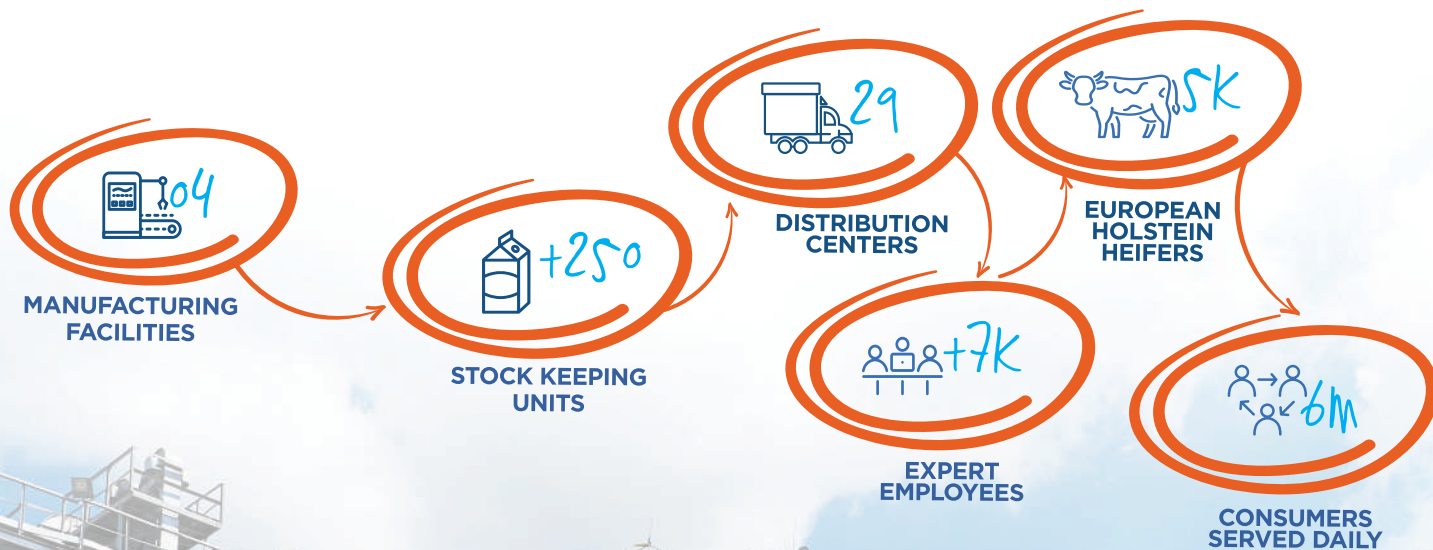 04
MANUFACTURING
FACILITIES
+250
STOCK KEEPING
UNITS
29
DISTRIBUTION
CENTERS
+7K
EXPERT
EMPLOYEES
5K
EUROPEAN
HOLSTEIN
HEIFERS
6M
CONSUMERS
SERVED DAILY